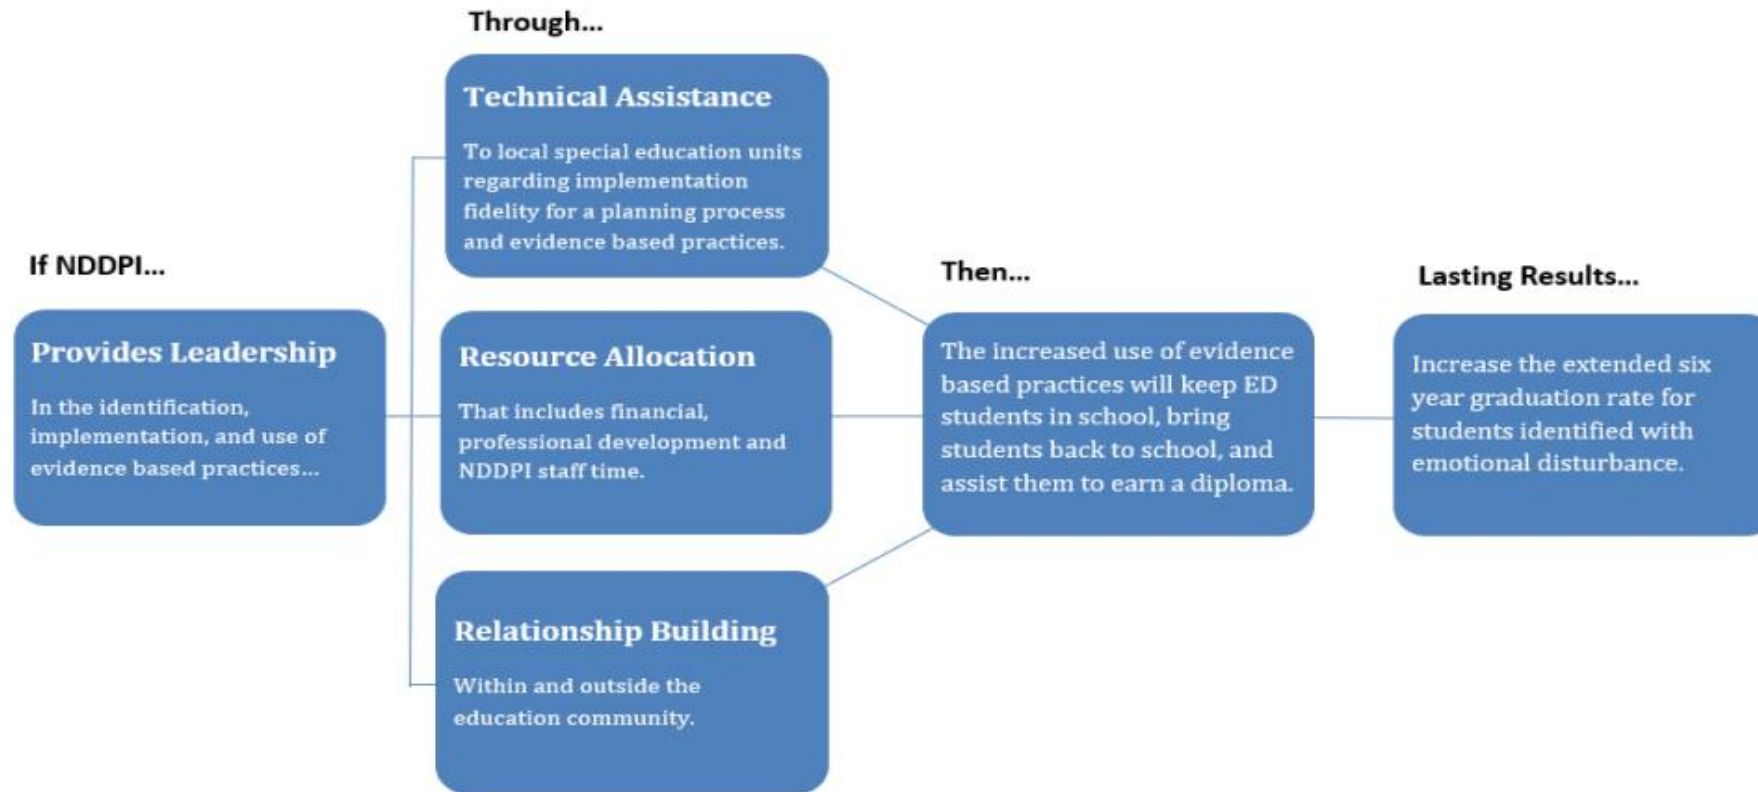 If NDDPI...
Provides Leadership
In the identification,
implementation, and use of
evidence based practices...
Through...
Technical Assistance
To local special education units
regarding implementation
fidelity for a planning process
and evidence based practices.
Resource Allocation
That includes financial,
professional development and
NDDPI staff time.
Relationship Building
Within and outside the
education community.
Then...
The increased use of evidence
based practices will keep ED
students in school, bring
students back to school, and
assist them to earn a diploma.
Lasting Results...
Increase the extended six
year graduation rate for
students identified with
emotional disturbance.